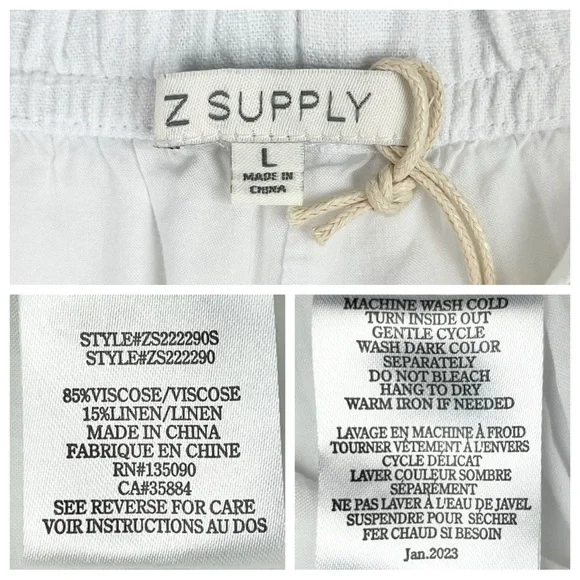 Z SUPPLY
L
MADE IN
CHINA
STYLE#ZS222290S
STYLE#ZS222290
85%VISCOSE/VISCOSE
15%LINEN/LINEN
MADE IN CHINA
FABRIQUE EN CHINE
RN#135090
CA#35884
SEE REVERSE FOR CARE
VOIR INSTRUCTIONS AU DOS
MACHINE WASH COLD
TURN INSIDE OUT
GENTLE CYCLE
WASH DARK COLOR
SEPARATELY
DO NOT BLEACH
HANG TO DRY
WARM IRON IF NEEDED
LAVAGE EN MACHINE À FROID
TOURNER VÊTEMENT À L'ENVERS
CYCLE DÉLICAT
LAVER COULEUR SOMBRE
SÉPARÉMENT
NE PAS LAVER À L'EAU DE JAVEL
SUSPENDRE POUR SÉCHER
FER CHAUD SI BESOIN
Jan.2023